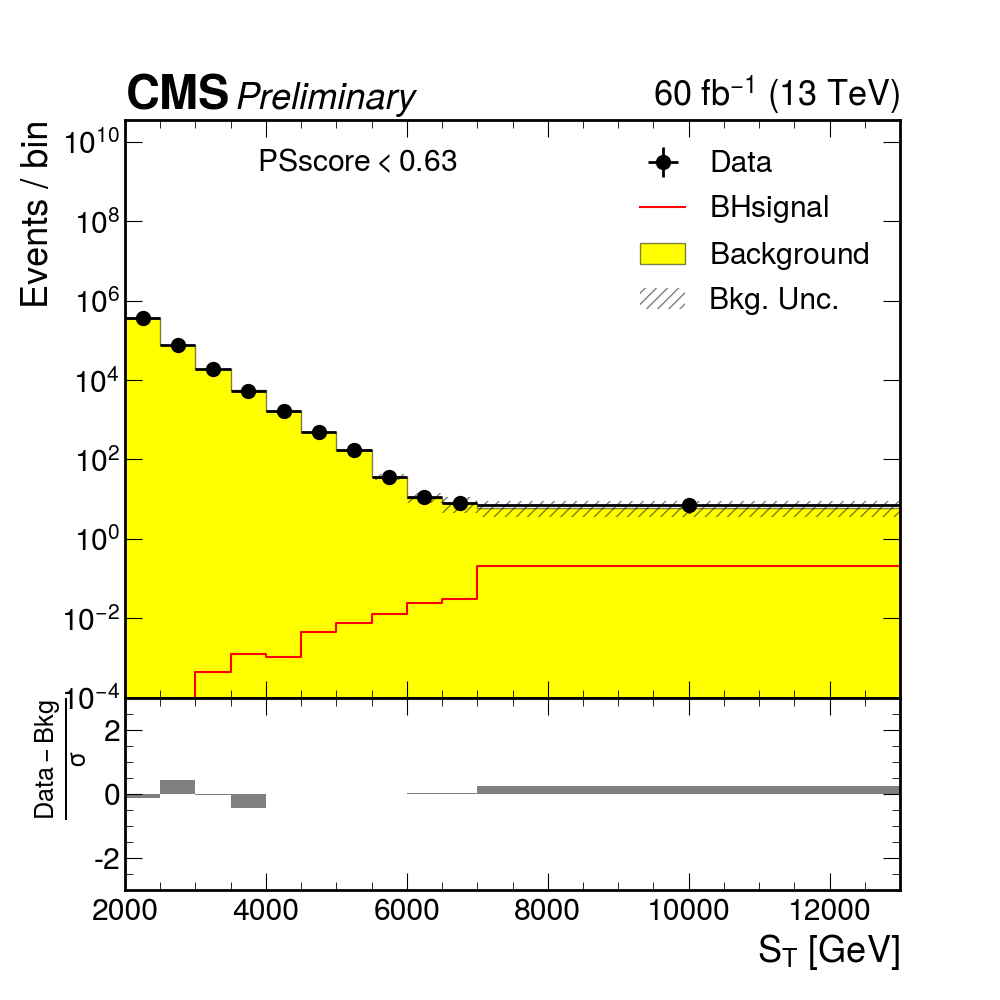 CMS Preliminary 60 fb⁻¹ (13 TeV)
Events / bin
PSscore < 0.63
Data
BHsignal
Background
Bkg. Unc.
10¹⁰
10⁸
10⁶
10⁴
10²
10⁰
10⁻²
10⁻⁴
Data – Bkg
σ
2
0
-2
2000 4000 6000 8000 10000 12000
S_T [GeV]